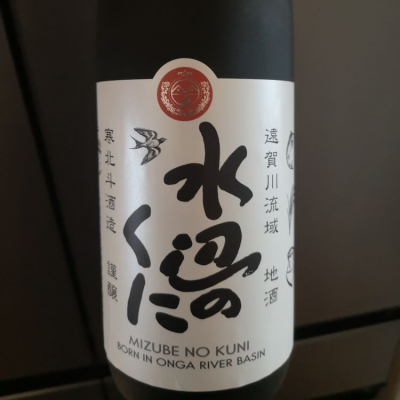 遠賀川流域 地酒
水辺の
くに
寒北斗酒造 謹醸
MIZUBE NO KUNI
BORN IN ONGA RIVER BASIN